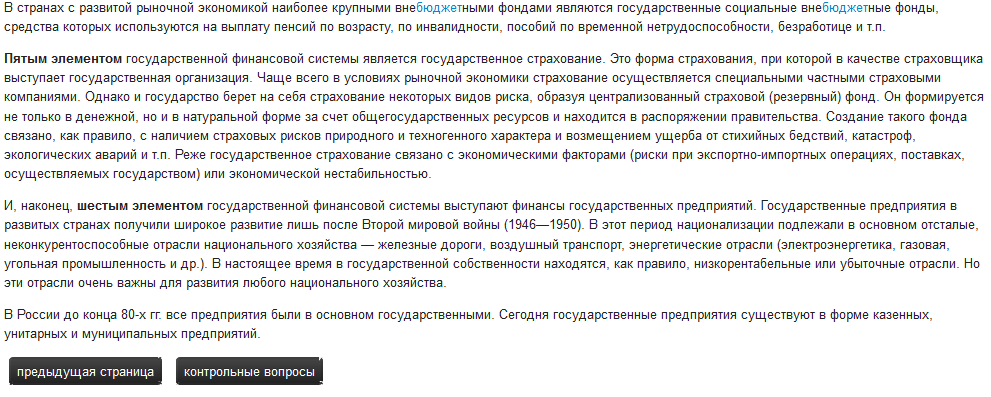 В странах с развитой рыночной экономикой наиболее крупными внебюджетными фондами являются государственные социальные внебюджетные фонды,
средства которых используются на выплату пенсий по возрасту, по инвалидности, пособий по временной нетрудоспособности, безработице и т.п.
Пятым элементом государственной финансовой системы является государственное страхование. Это форма страхования, при которой в качестве страховщика
выступает государственная организация. Чаще всего в условиях рыночной экономики страхование осуществляется специальными частными страховыми
компаниями. Однако и государство берет на себя страхование некоторых видов риска, образуя централизованный страховой (резервный) фонд. Он формируется
не только в денежной, но и в натуральной форме за счет общегосударственных ресурсов и находится в распоряжении правительства. Создание такого фонда
связано, как правило, с наличием страховых рисков природного и техногенного характера и возмещением ущерба от стихийных бедствий, катастроф,
экологических аварий и т.п. Реже государственное страхование связано с экономическими факторами (риски при экспортно-импортных операциях, поставках,
осуществляемых государством) или экономической нестабильностью.
И, наконец, шестым элементом государственной финансовой системы выступают финансы государственных предприятий. Государственные предприятия в
развитых странах получили широкое развитие лишь после Второй мировой войны (1946—1950). В этот период национализации подлежали в основном отсталые,
неконкурентоспособные отрасли национального хозяйства — железные дороги, воздушный транспорт, энергетические отрасли (электроэнергетика, газовая,
угольная промышленность и др.). В настоящее время в государственной собственности находятся, как правило, низкорентабельные или убыточные отрасли. Но
эти отрасли очень важны для развития любого национального хозяйства.
В России до конца 80-х гг. все предприятия были в основном государственными. Сегодня государственные предприятия существуют в форме казенных,
унитарных и муниципальных предприятий.
предыдущая страница контрольные вопросы